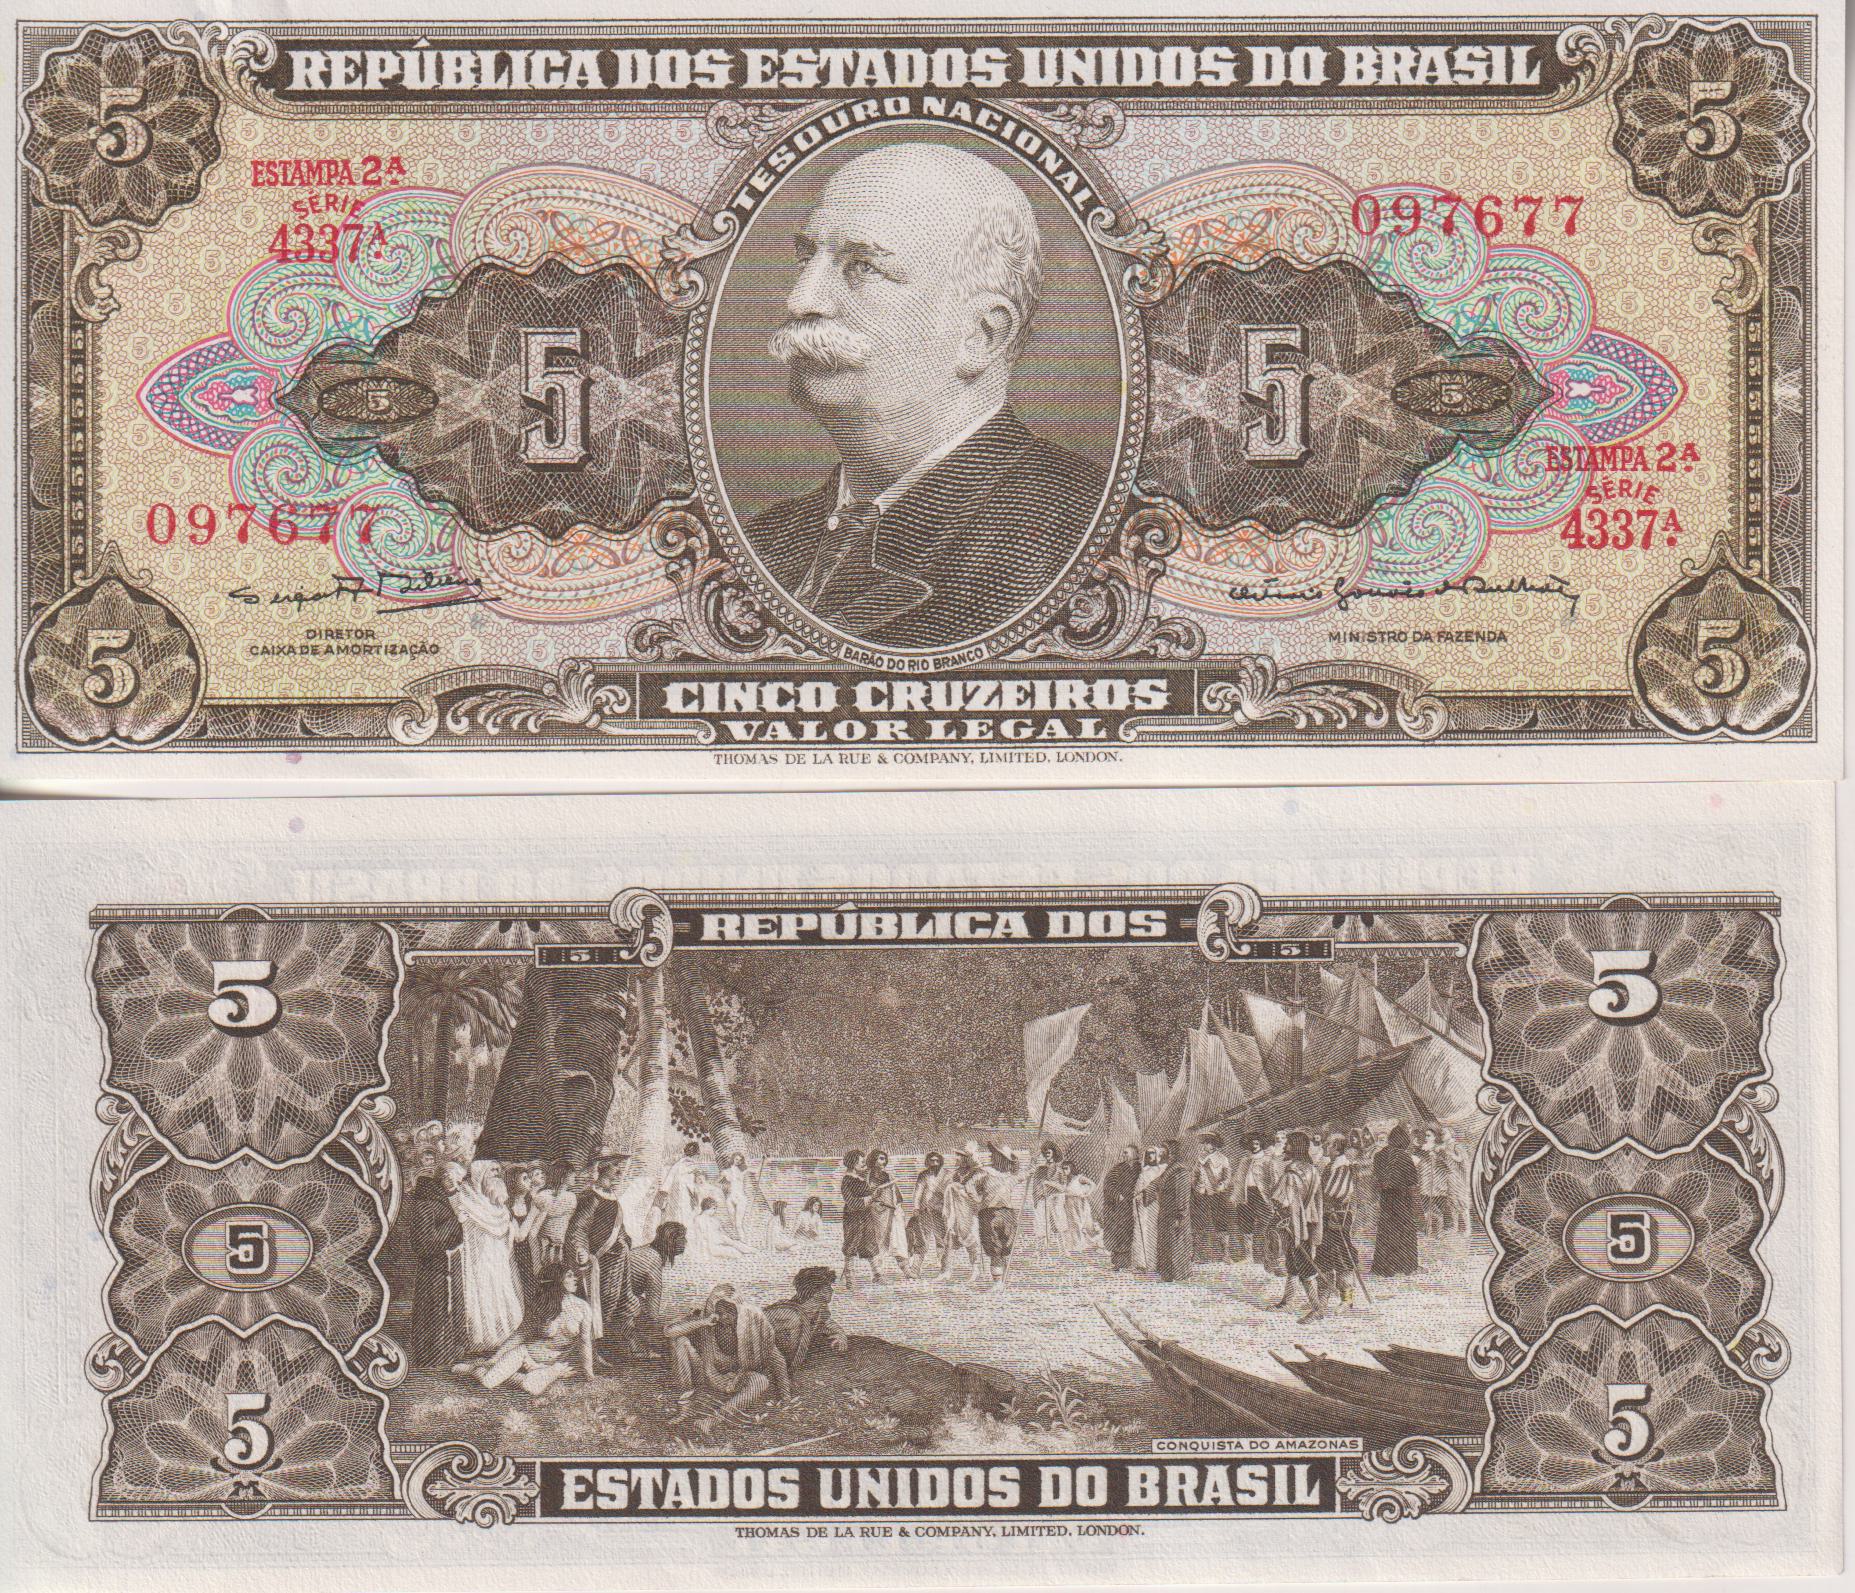 REPÚBLICA DOS ESTADOS UNIDOS DO BRASIL
TESOURO NACIONAL
5
5
ESTAMPA 2ª
SÉRIE
4337ª
097677
5
5
5
5
ESTAMPA 2ª
SÉRIE
4337ª
097677
DIRETOR
CAIXA DE AMORTIZAÇÃO
MINISTRO DA FAZENDA
BARÃO DO RIO BRANCO
5
5
CINCO CRUZEIROS
VALOR LEGAL
THOMAS DE LA RUE & COMPANY, LIMITED, LONDON.
REPÚBLICA DOS
5
5
5
5
5
5
5
5
CONQUISTA DO AMAZONAS
ESTADOS UNIDOS DO BRASIL
THOMAS DE LA RUE & COMPANY, LIMITED, LONDON.